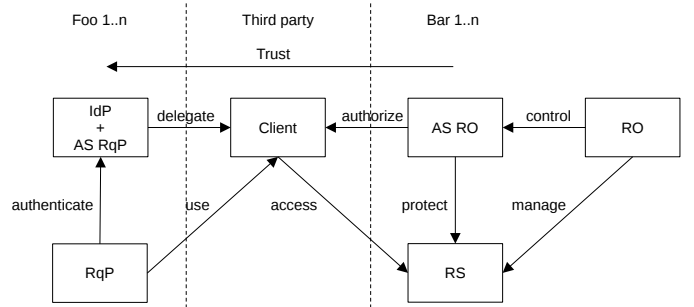 Foo 1..n
Third party
Bar 1..n
Trust
IdP
+
AS RqP
delegate
Client
authorize
AS RO
control
RO
authenticate
use
access
protect
manage
RqP
RS